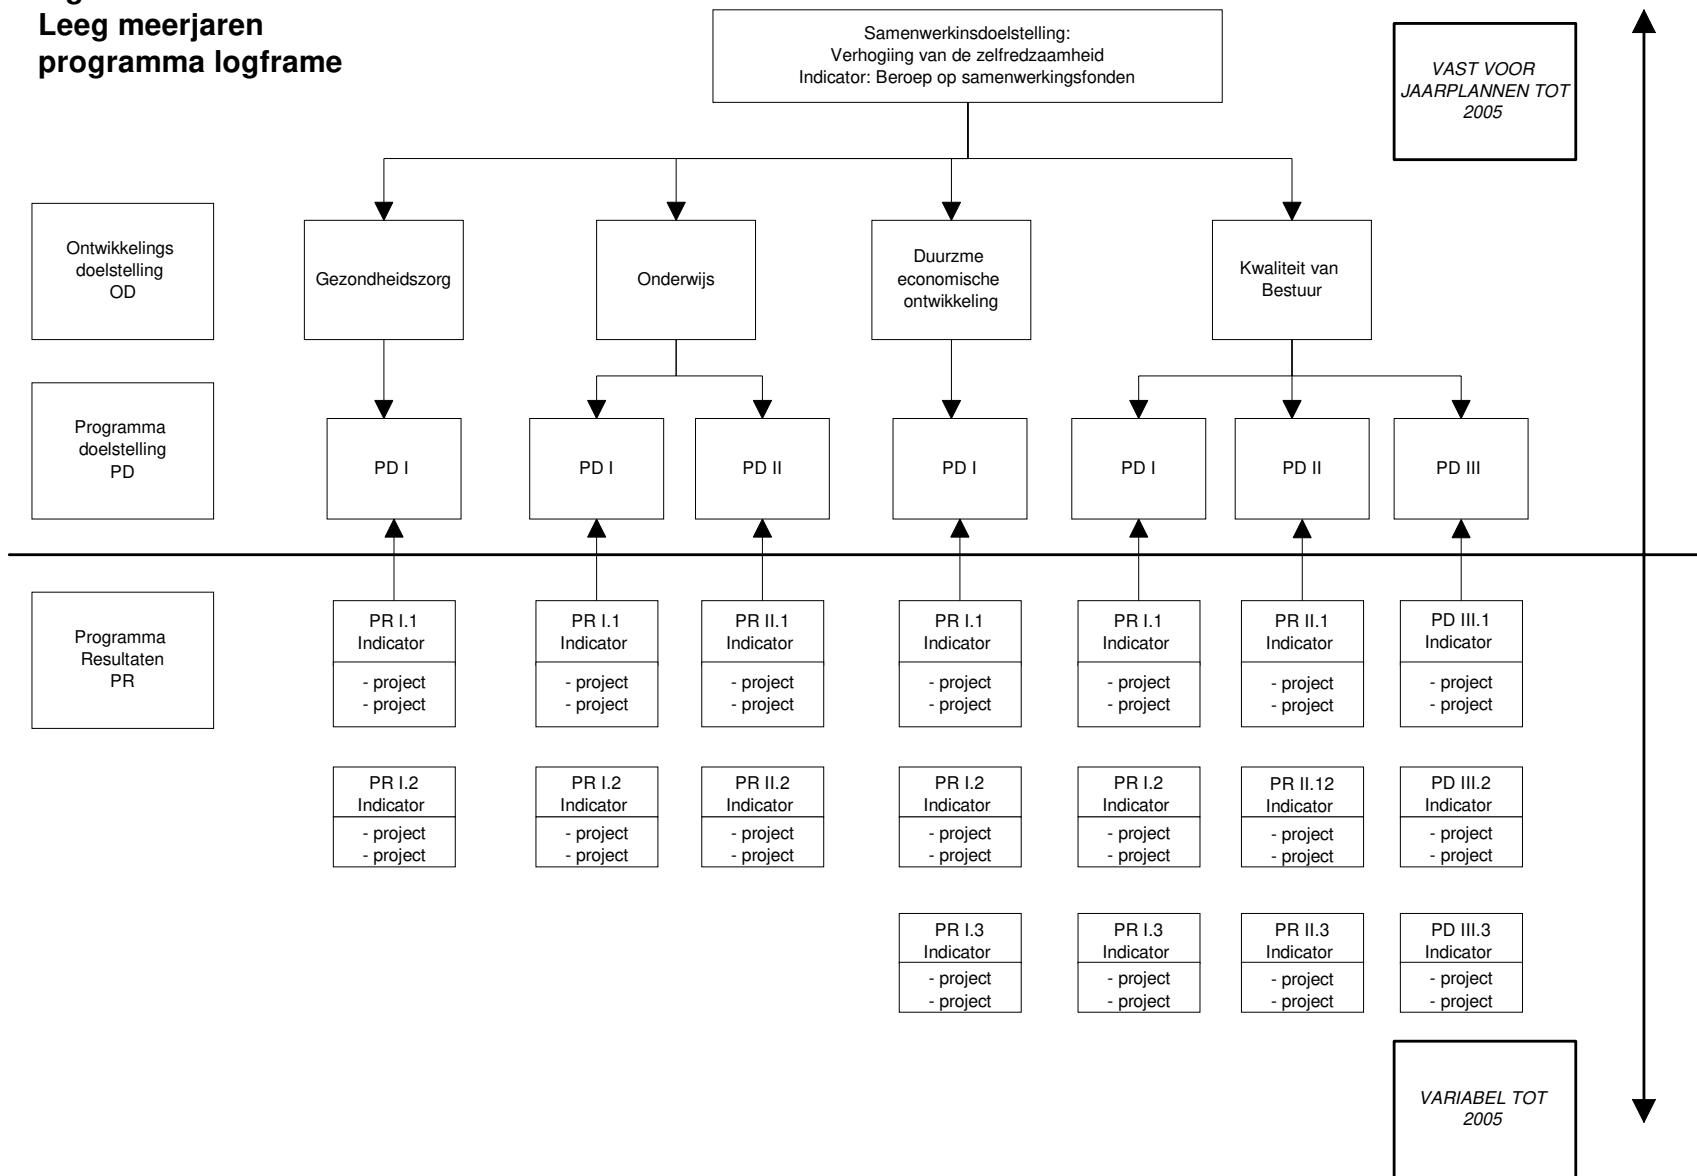 Leeg meerjaren
programma logframe
Samenwerkinsdoelstelling:
Verhogiing van de zelfredzaamheid
Indicator: Beroep op samenwerkingsfonden
VAST VOOR
JAARPLANNEN TOT
2005
Ontwikkelings
doelstelling
OD
Gezondheidszorg
Onderwijs
Duurzme
economische
ontwikkeling
Kwaliteit van
Bestuur
Programma
doelstelling
PD
PD I
PD I
PD II
PD I
PD I
PD II
PD III
Programma
Resultaten
PR
PR I.1
Indicator
- project
- project
PR I.1
Indicator
- project
- project
PR II.1
Indicator
- project
- project
PR I.1
Indicator
- project
- project
PR I.1
Indicator
- project
- project
PR II.1
Indicator
- project
- project
PD III.1
Indicator
- project
- project
PR I.2
Indicator
- project
- project
PR I.2
Indicator
- project
- project
PR II.2
Indicator
- project
- project
PR I.2
Indicator
- project
- project
PR I.2
Indicator
- project
- project
PR II.12
Indicator
- project
- project
PD III.2
Indicator
- project
- project
PR I.3
Indicator
- project
- project
PR I.3
Indicator
- project
- project
PR II.3
Indicator
- project
- project
PD III.3
Indicator
- project
- project
VARIABEL TOT
2005